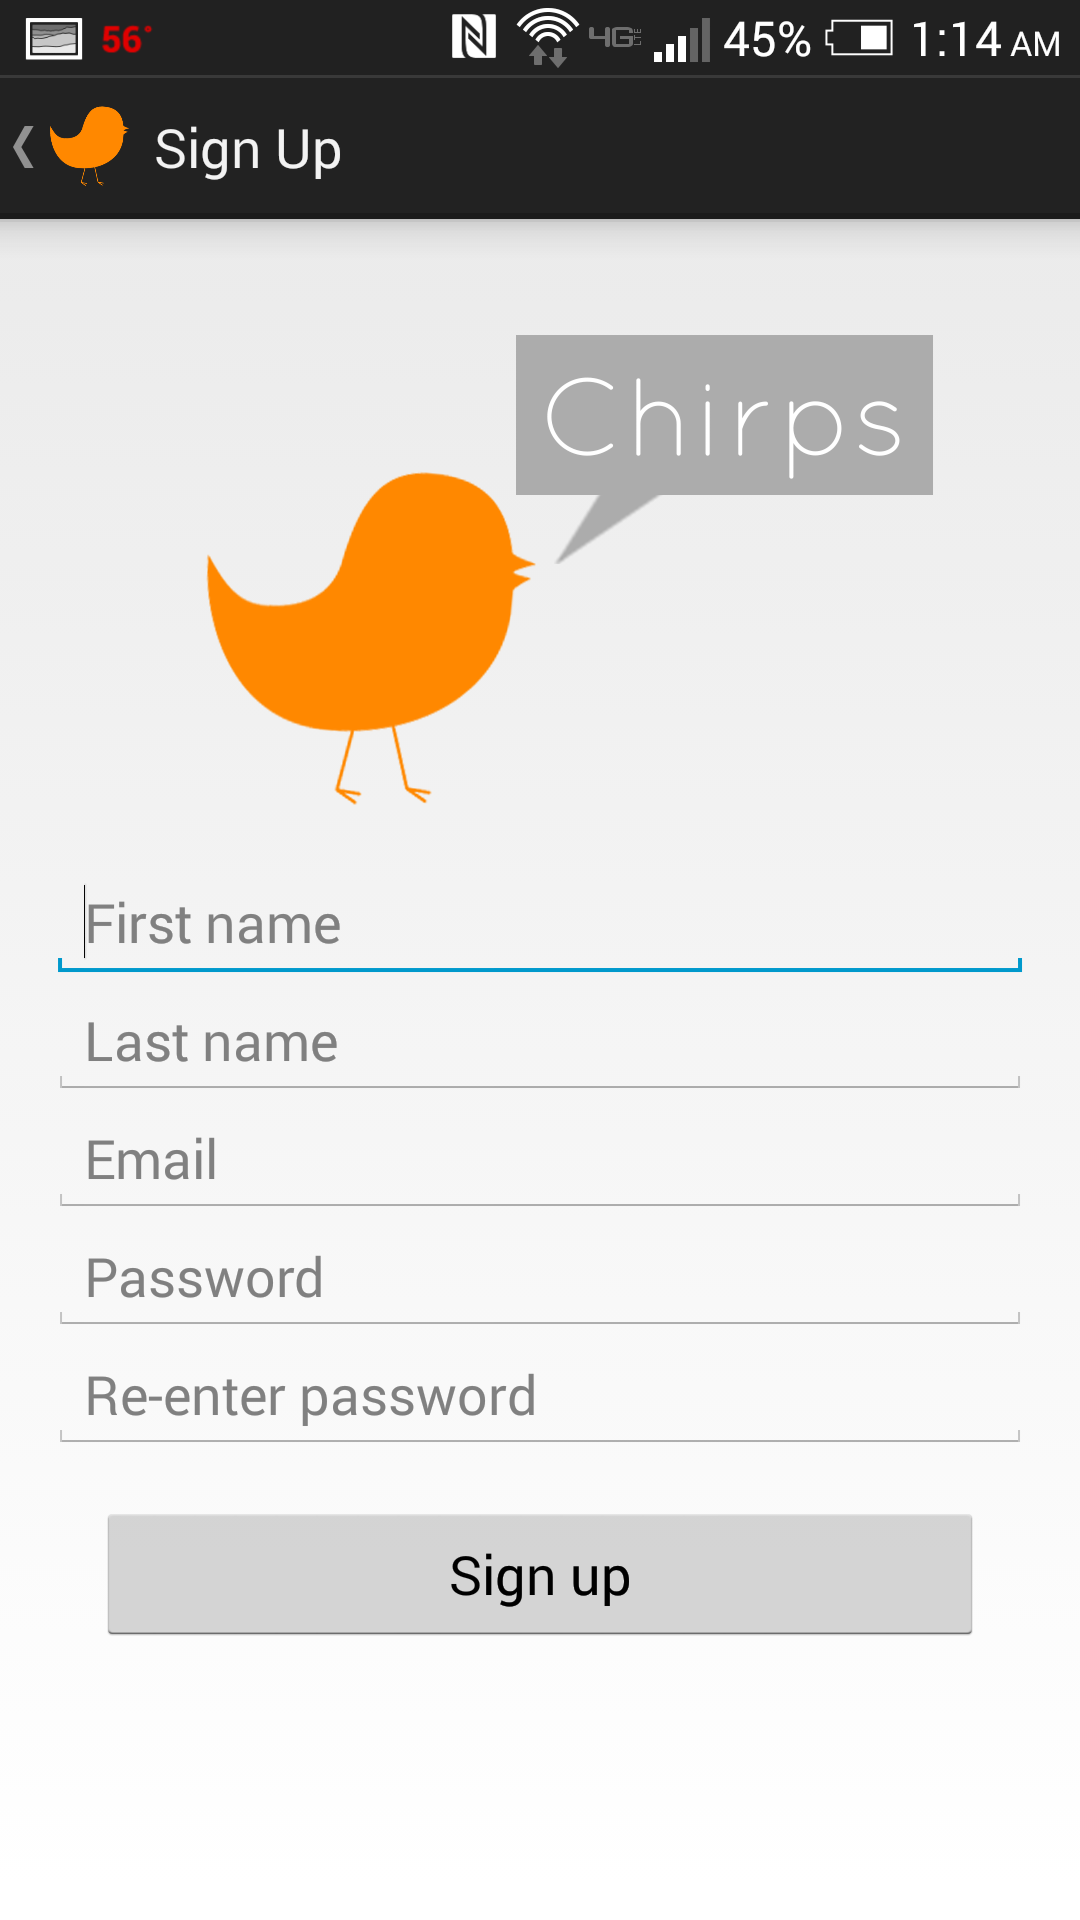 56° 4G LTE 45% 1:14 AM
Sign Up
Chirps
First name
Last name
Email
Password
Re-enter password
Sign up